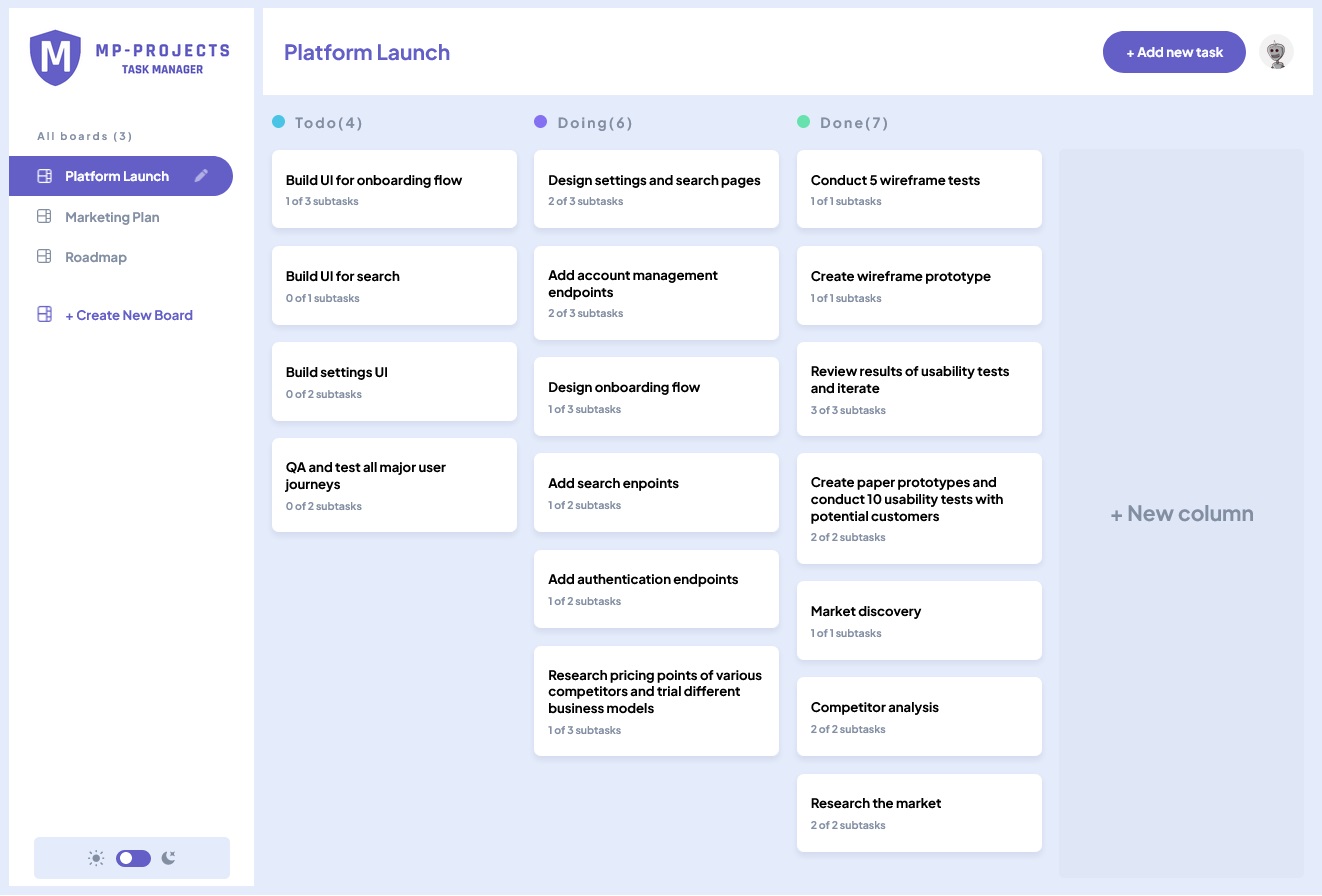 M
MP-PROJECTS
TASK MANAGER
All boards (3)
Platform Launch
Marketing Plan
Roadmap
+ Create New Board
Platform Launch
+ Add new task
Todo(4)
Build UI for onboarding flow
1 of 3 subtasks
Build UI for search
0 of 1 subtasks
Build settings UI
0 of 2 subtasks
QA and test all major user
journeys
0 of 2 subtasks
Doing(6)
Design settings and search pages
2 of 3 subtasks
Add account management
endpoints
2 of 3 subtasks
Design onboarding flow
1 of 3 subtasks
Add search enpoints
1 of 2 subtasks
Add authentication endpoints
1 of 2 subtasks
Research pricing points of various
competitors and trial different
business models
1 of 3 subtasks
Done(7)
Conduct 5 wireframe tests
1 of 1 subtasks
Create wireframe prototype
1 of 1 subtasks
Review results of usability tests
and iterate
3 of 3 subtasks
Create paper prototypes and
conduct 10 usability tests with
potential customers
2 of 2 subtasks
Market discovery
1 of 1 subtasks
Competitor analysis
2 of 2 subtasks
Research the market
2 of 2 subtasks
+ New column